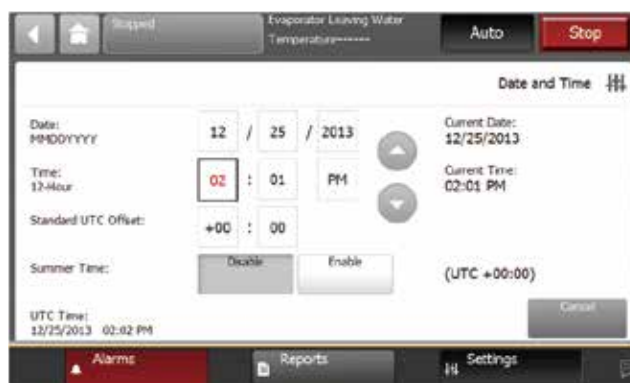 Stopped
Evaporator Leaving Water
Temperature------
Auto
Stop
Date and Time
Date:
MMDDYYYY
12 / 25 / 2013
Current Date:
12/25/2013
Time:
12-Hour
02 : 01 PM
Current Time:
02:01 PM
Standard UTC Offset:
+00 : 00
Summer Time:
Disable
Enable
(UTC +00:00)
UTC Time:
12/25/2013 02:02 PM
Cancel
Alarms
Reports
Settings